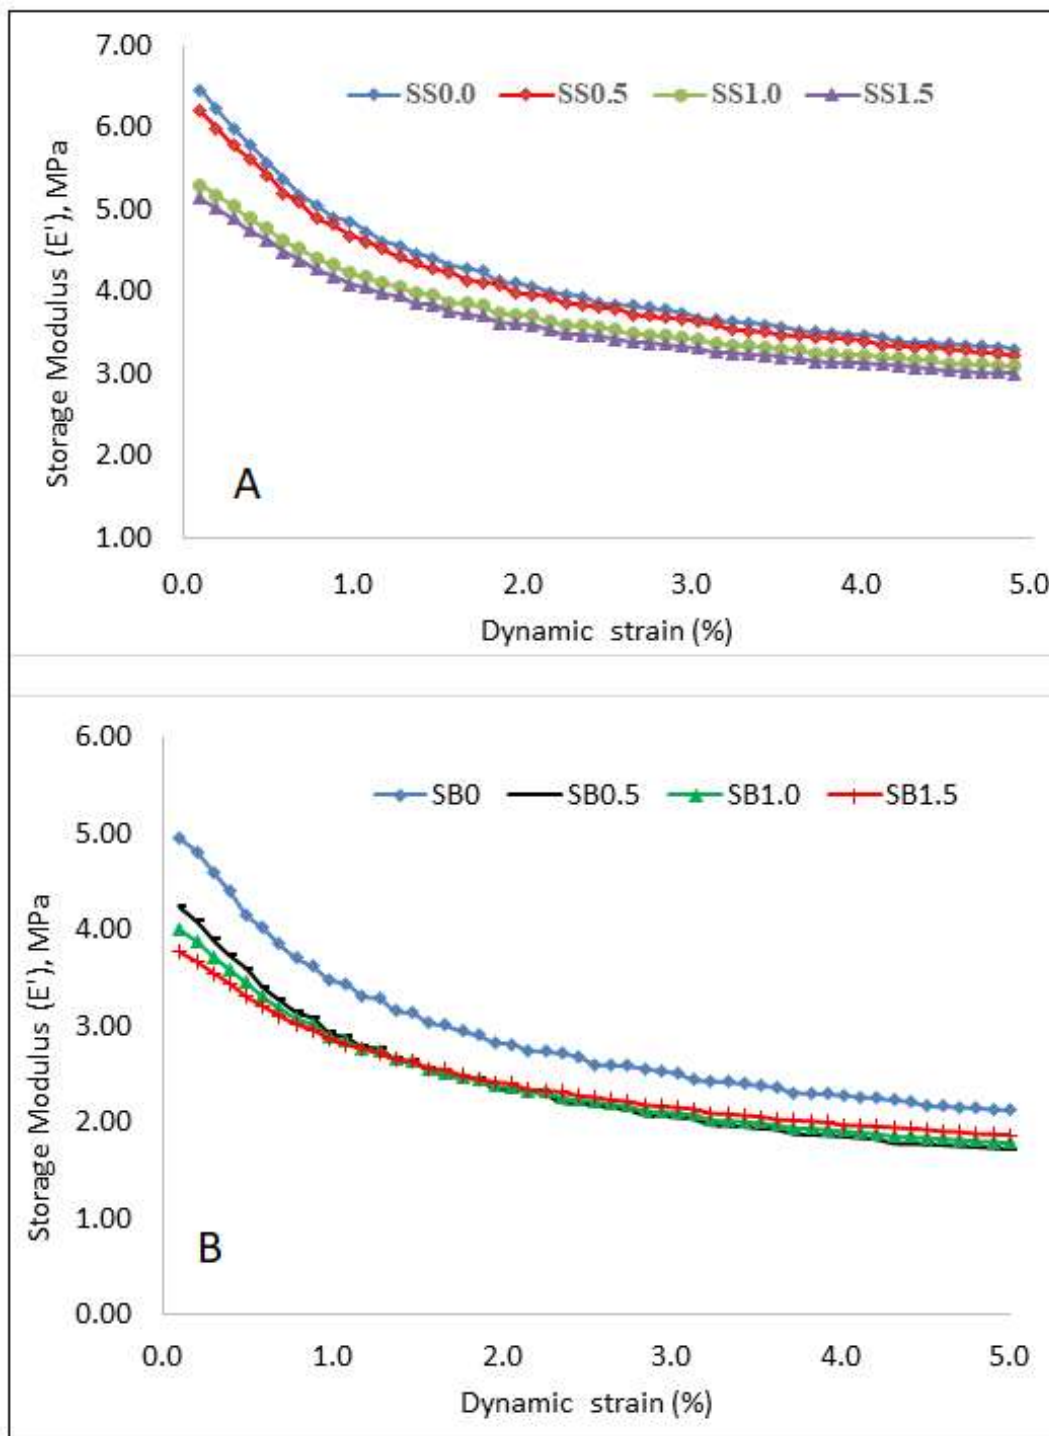 7.00
SS0.0 SS0.5 SS1.0 SS1.5
6.00
5.00
4.00
3.00
2.00
1.00
Storage Modulus (E'), MPa
A
0.0 1.0 2.0 3.0 4.0 5.0
Dynamic strain (%)
6.00
SB0 SB0.5 SB1.0 SB1.5
5.00
4.00
3.00
2.00
1.00
0.00
Storage Modulus (E'), MPa
B
0.0 1.0 2.0 3.0 4.0 5.0
Dynamic strain (%)